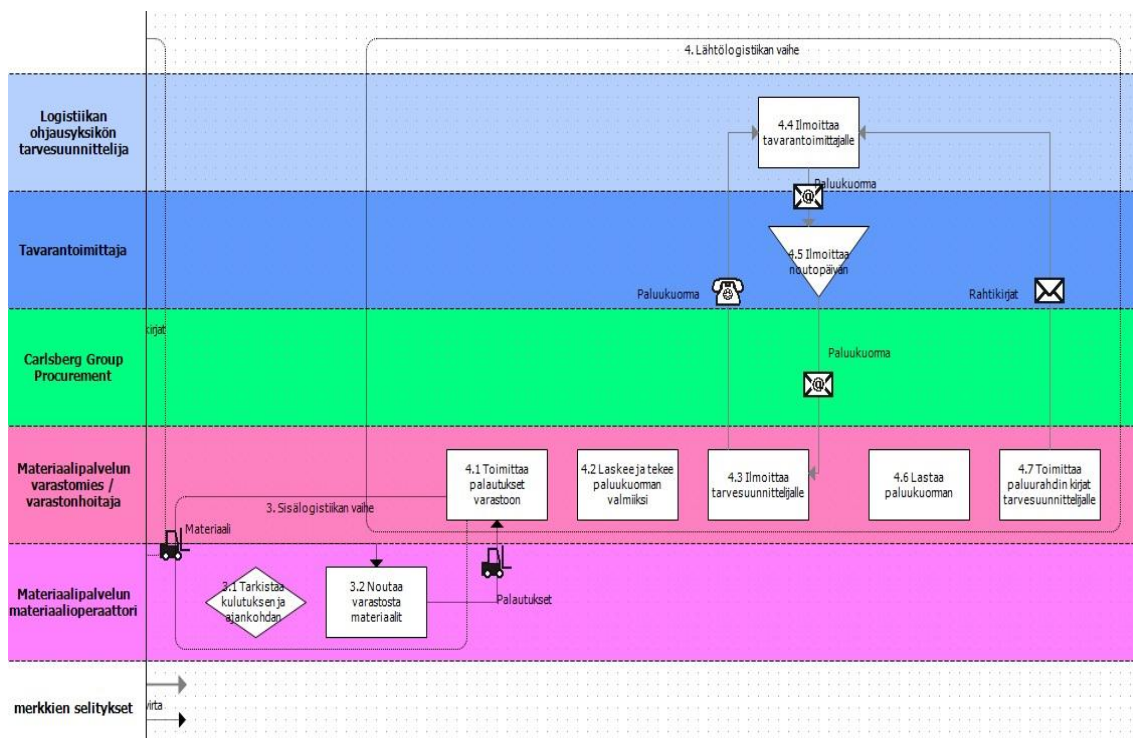 4. Lähtölogistiikan vaihe
Logistiikan
ohjausyksikön
tarvesuunnittelija
4.4 Ilmoittaa
tavarantoimittajalle
Paluukuorma
Tavarantoimittaja
4.5 Ilmoittaa
noutopäivän
Paluukuorma
Rahtikirjat
kirjat
Carlsberg Group
Procurement
Paluukuorma
Materiaalipalvelun
varastomies /
varastonhoitaja
4.1 Toimittaa
palautukset
varastoon
4.2 Laskee ja tekee
paluukuorman
valmiiksi
4.3 Ilmoittaa
tarvesuunnittelijalle
4.6 Lastaa
paluukuorman
4.7 Toimittaa
paluurahdin kirjat
tarvesuunnittelijalle
3. Sisälogistiikan vaihe
Materiaali
Materiaalipalvelun
materiaalioperaattori
3.1 Tarkistaa
kulutuksen ja
ajankohdan
3.2 Noutaa
varastosta
materiaalit
Palautukset
merkkien selitykset
virta